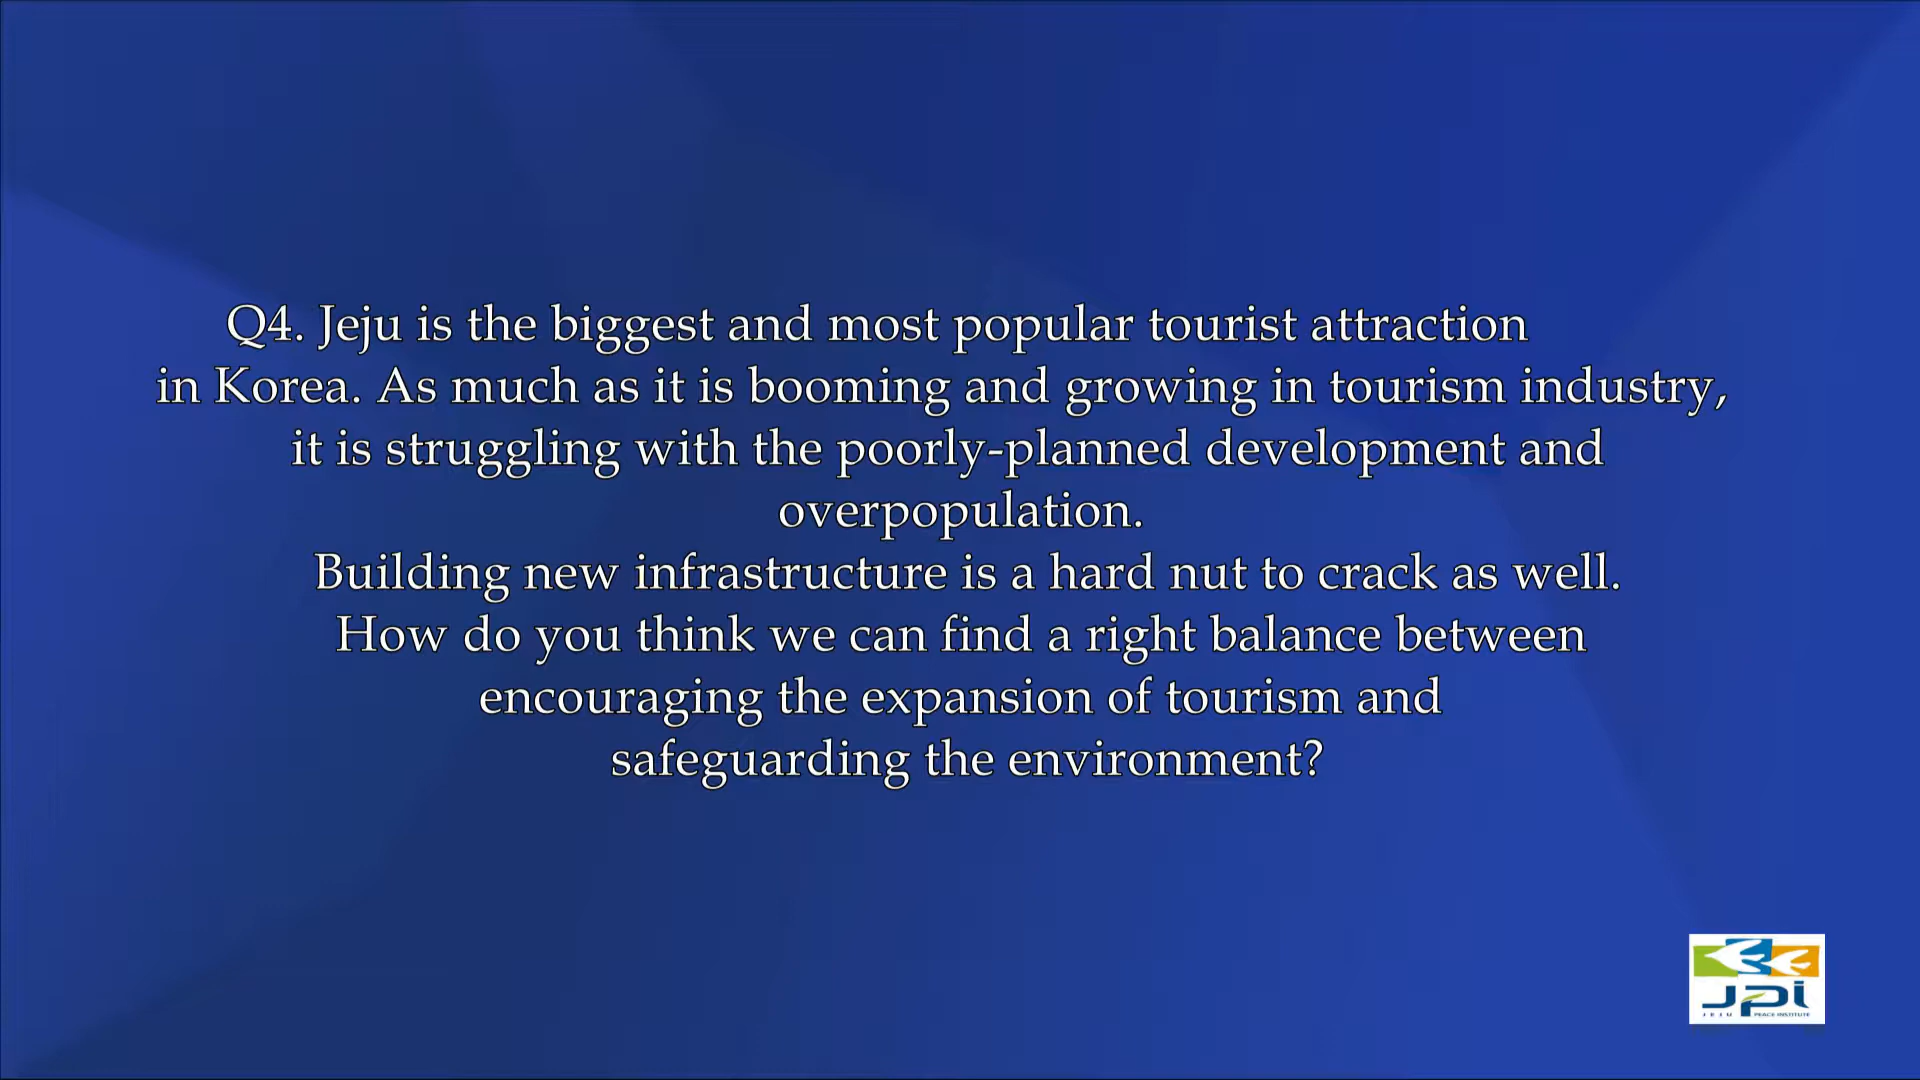 Q4. Jeju is the biggest and most popular tourist attraction
in Korea. As much as it is booming and growing in tourism industry,
it is struggling with the poorly-planned development and
overpopulation.
Building new infrastructure is a hard nut to crack as well.
How do you think we can find a right balance between
encouraging the expansion of tourism and
safeguarding the environment?
JPI
JEJU PEACE INSTITUTE